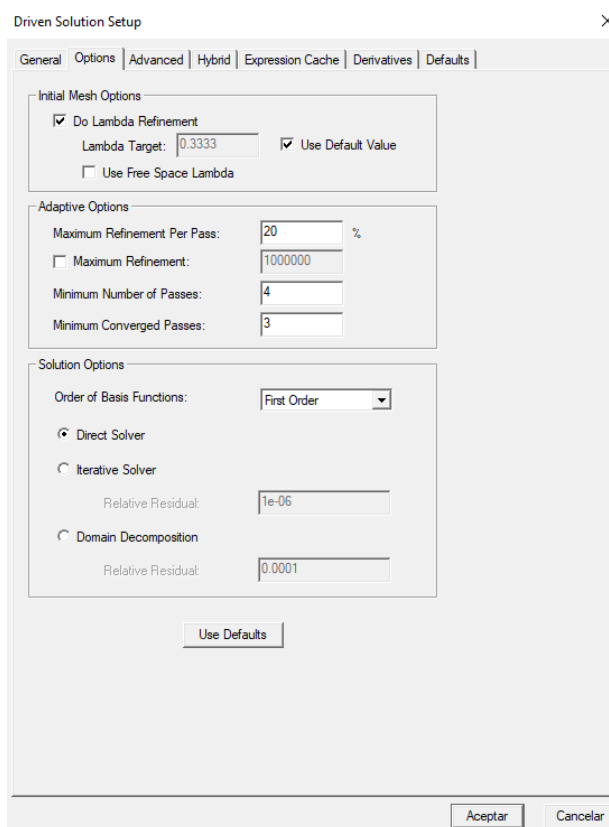 Driven Solution Setup
General Options Advanced Hybrid Expression Cache Derivatives Defaults
Initial Mesh Options
Do Lambda Refinement
Lambda Target: 0.3333 Use Default Value
Use Free Space Lambda
Adaptive Options
Maximum Refinement Per Pass: 20 %
Maximum Refinement: 1000000
Minimum Number of Passes: 4
Minimum Converged Passes: 3
Solution Options
Order of Basis Functions: First Order
Direct Solver
Iterative Solver
Relative Residual: 1e-06
Domain Decomposition
Relative Residual: 0.0001
Use Defaults
Aceptar Cancelar